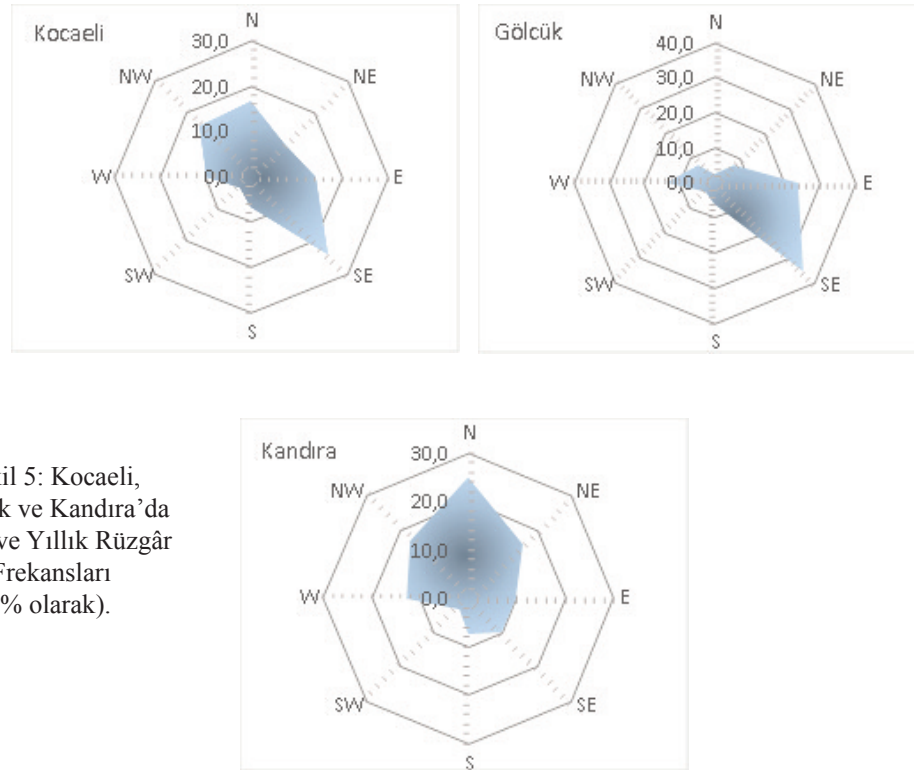 Kocaeli
N
30,0
NW
NE
20,0
10,0
W
0,0
E
SW
SE
S
Gölcük
N
40,0
NW
NE
30,0
20,0
10,0
W
0,0
E
SW
SE
S
Kandıra
N
30,0
NW
NE
20,0
10,0
W
0,0
E
SW
SE
S
il 5: Kocaeli,
k ve Kandıra’da
ve Yıllık Rüzgâr
Frekansları
% olarak).